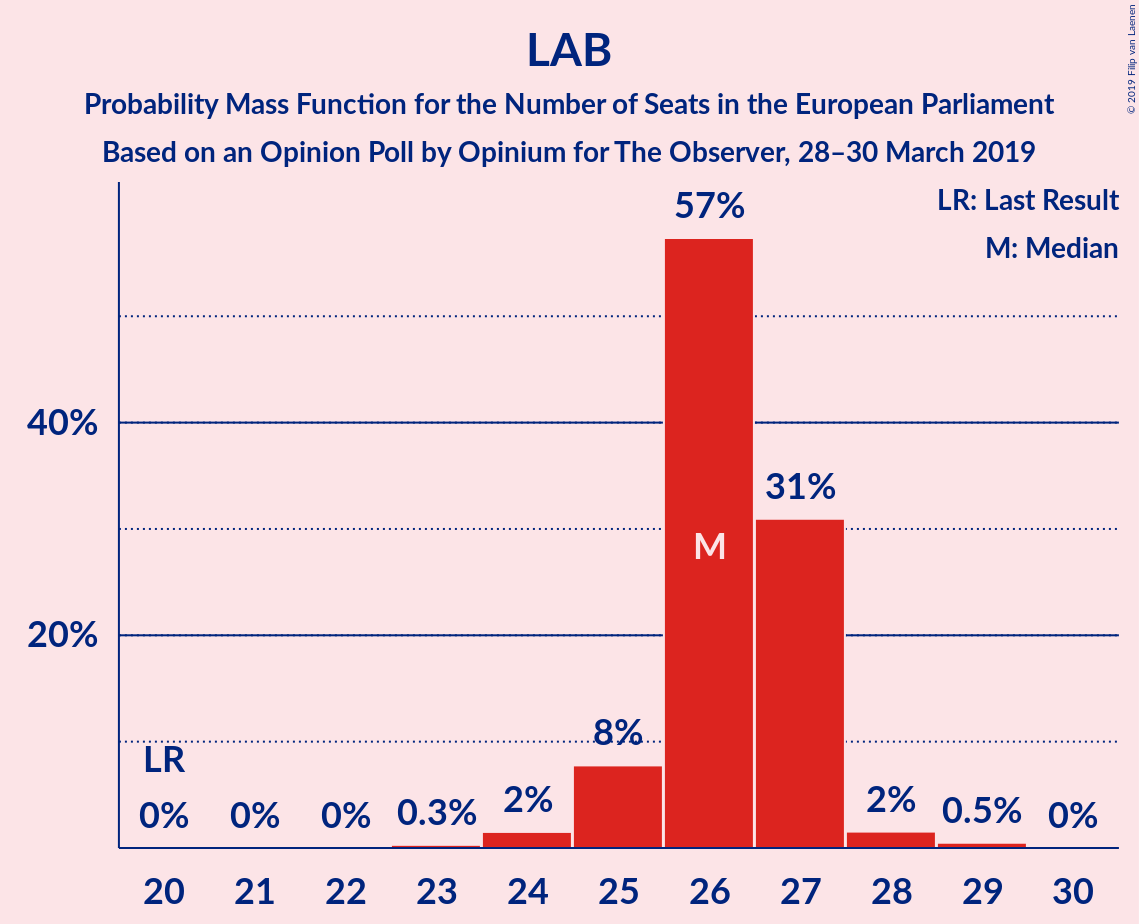 LAB
Probability Mass Function for the Number of Seats in the European Parliament
Based on an Opinion Poll by Opinium for The Observer, 28–30 March 2019
© 2019 Filip van Laenen
LR: Last Result
M: Median
57%
40%
31%
M
20%
8%
LR
0%
0%
0%
0.3%
2%
2%
0.5%
0%
20 21 22 23 24 25 26 27 28 29 30